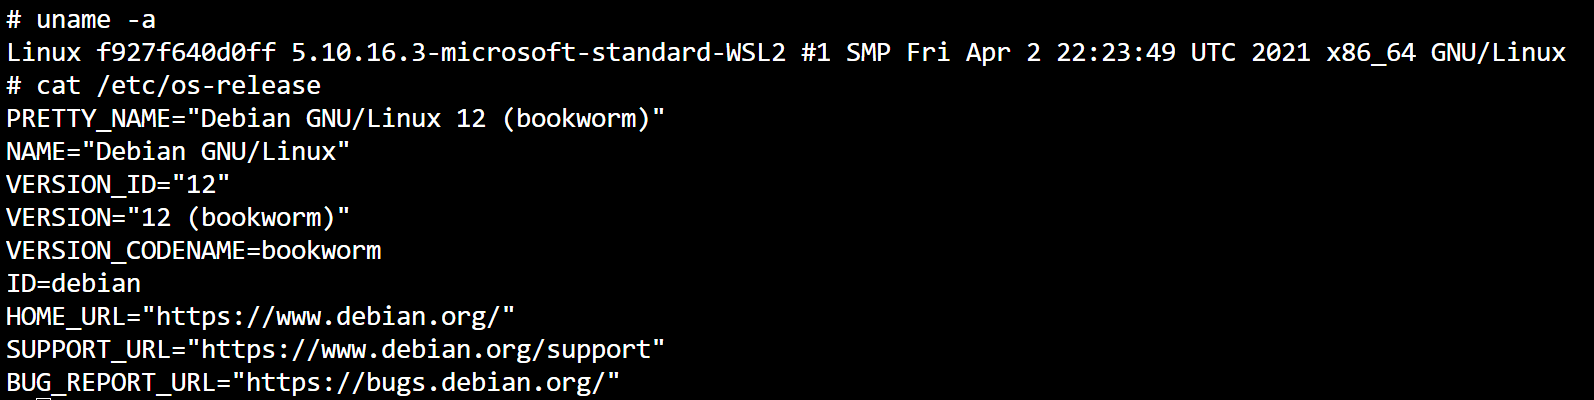 # uname -a
Linux f927f640d0ff 5.10.16.3-microsoft-standard-WSL2 #1 SMP Fri Apr 2 22:23:49 UTC 2021 x86_64 GNU/Linux
# cat /etc/os-release
PRETTY_NAME="Debian GNU/Linux 12 (bookworm)"
NAME="Debian GNU/Linux"
VERSION_ID="12"
VERSION="12 (bookworm)"
VERSION_CODENAME=bookworm
ID=debian
HOME_URL="https://www.debian.org/"
SUPPORT_URL="https://www.debian.org/support"
BUG_REPORT_URL="https://bugs.debian.org/"